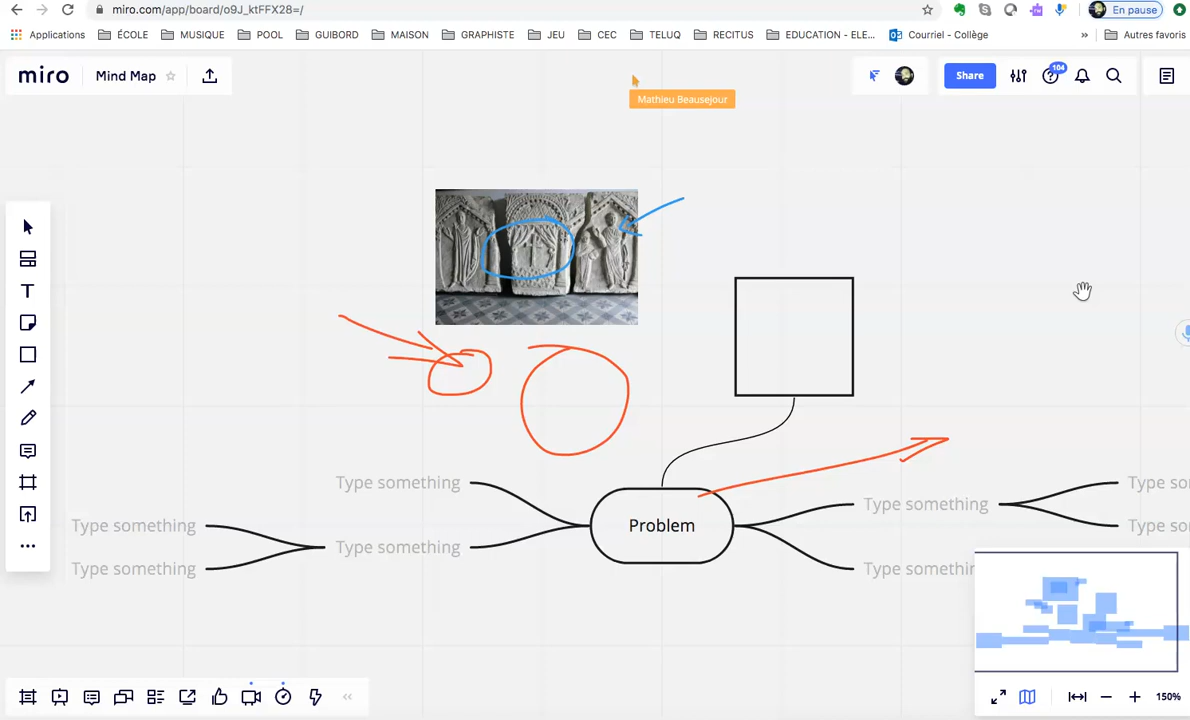 miro.com/app/board/o9J_ktFFX28=/
En pause
Applications ÉCOLE MUSIQUE POOL GUIBORD MAISON GRAPHISTE JEU CEC TELUQ RECITUS EDUCATION - ELE... Courriel - Collège » Autres favoris
miro Mind Map Share 104
Mathieu Beausejour
Type something
Type something
Type so
Type something
Problem
Type so
Type something
Type something
Type somethin
150%